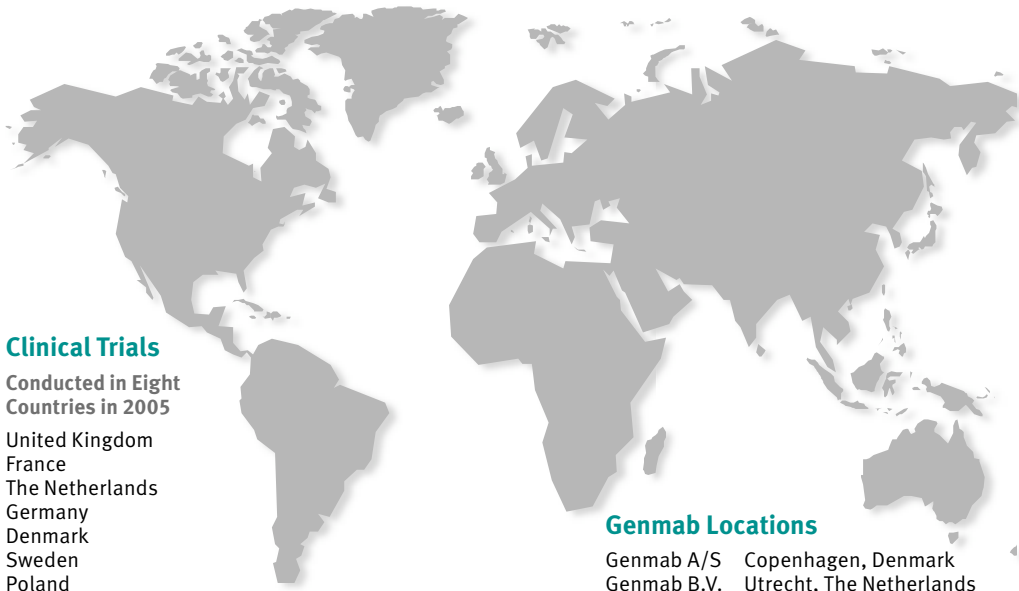 Clinical Trials
Conducted in Eight
Countries in 2005
United Kingdom
France
The Netherlands
Germany
Denmark
Sweden
Poland
Genmab Locations
Genmab A/S Copenhagen, Denmark
Genmab B.V. Utrecht, The Netherlands